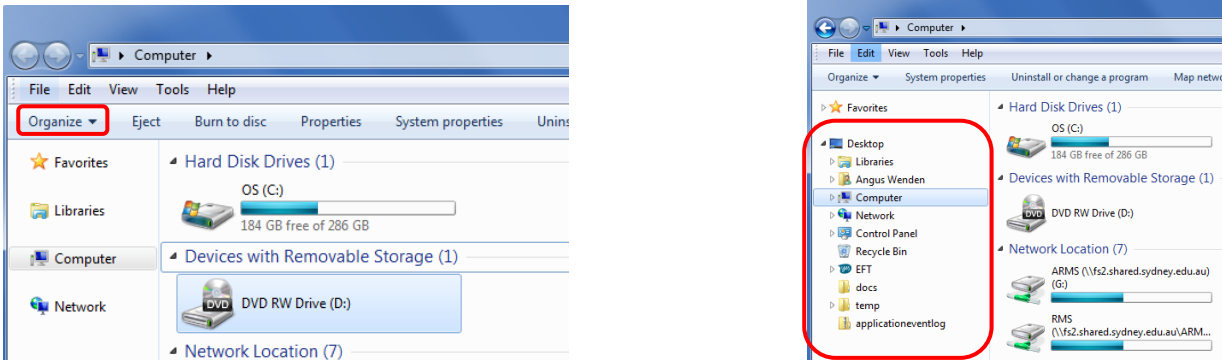 Computer
File Edit View Tools Help
Organize Eject Burn to disc Properties System properties
Favorites
Libraries
Computer
Network
Hard Disk Drives (1)
OS (C:)
184 GB free of 286 GB
Devices with Removable Storage (1)
DVD
DVD RW Drive (D:)
Network Location (7)
Computer
File Edit View Tools Help
Organize System properties Uninstall or change a program Map
Favorites
Desktop
Libraries
Angus Wenden
Computer
Network
Control Panel
Recycle Bin
EFT
docs
temp
applicationeventlog
Hard Disk Drives (1)
OS (C:)
184 GB free of 286 GB
Devices with Removable Storage (1)
DVD
DVD RW Drive (D:)
Network Location (7)
ARMS (\\fs2.shared.sydney.edu.au)
(G:)
RMS
(\\fs2.shared.sydney.edu.au\ARM...